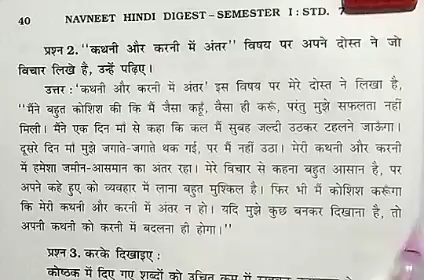 40 NAVNEET HINDI DIGEST – SEMESTER I : STD. 7
प्रश्न 2. ‘‘कथनी और करनी में अंतर’’ विषय पर अपने दोस्त ने जो
विचार लिखे है, उन्हें पढ़िए।
उत्तर : ‘कथनी और करनी में अंतर’ इस विषय पर मेरे दोस्त ने लिखा है,
‘‘मैंने बहुत कोशिश की कि मैं जैसा कहूँ, वैसा ही करूँ, परंतु मुझे सफलता नहीं
मिली। मैंने एक दिन माँ से कहा कि कल मैं सुबह जल्दी उठकर टहलने जाऊँगा।
दूसरे दिन माँ मुझे जगाते-जगाते थक गई, पर मैं नहीं उठा। मेरी कथनी और करनी
में हमेशा जमीन-आसमान का अंतर रहा। मेरे विचार से कहना बहुत आसान है, पर
अपने कहे हुए को व्यवहार में लाना बहुत मुश्किल है। फिर भी मैं कोशिश करूँगा
कि मेरी कथनी और करनी में अंतर न हो। यदि मुझे कुछ बनकर दिखाना है, तो
अपनी कथनी को करनी में बदलना ही होगा।’’
प्रश्न 3. करके दिखाइए :
कोष्ठक में दिए गए शब्दों को उचित क्रम में